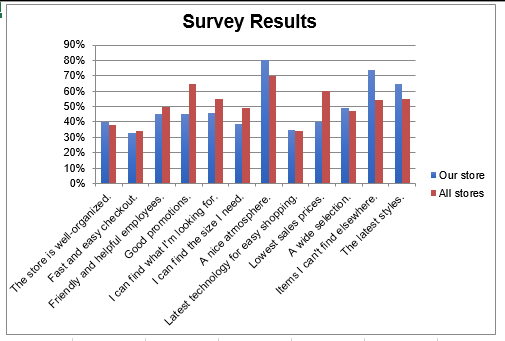 Survey Results
90%
80%
70%
60%
50%
40%
30%
20%
10%
0%
Our store
All stores
The store is well-organized.
Fast and easy checkout.
Friendly and helpful employees.
Good promotions.
I can find what I'm looking for.
I can find the size I need.
A nice atmosphere.
Latest technology for easy shopping.
Lowest sales prices.
A wide selection.
Items I can't find elsewhere.
The latest styles.